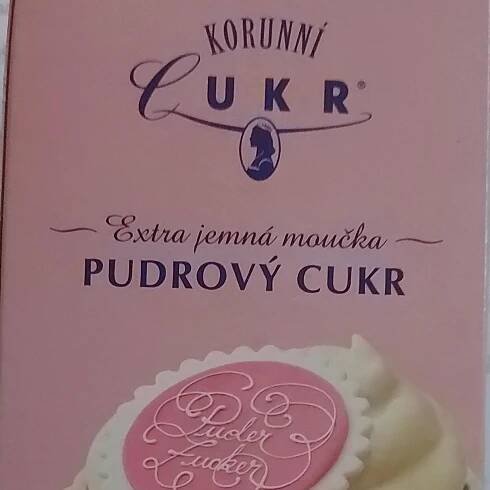 KORUNNÍ
CUKR®
Extra jemná moučka
PUDROVÝ CUKR
Puder
Zucker